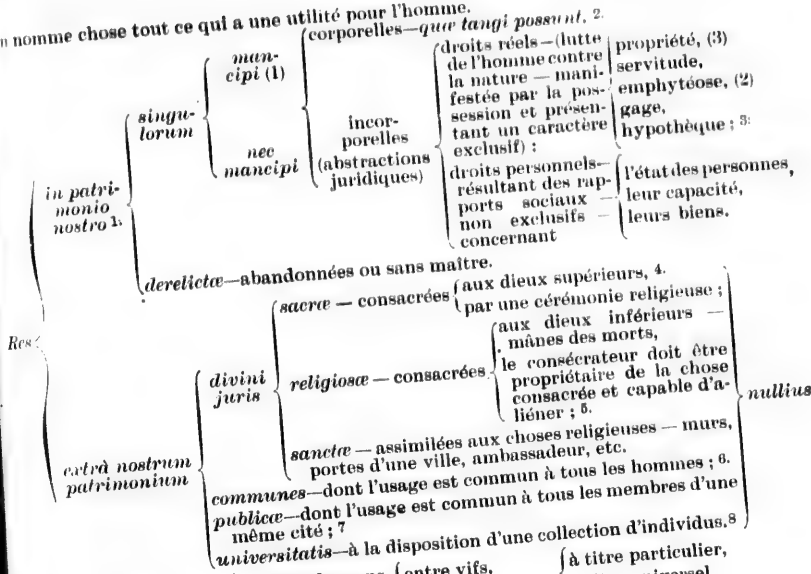 nomme chose tout ce qui a une utilité pour l'homme.
Res
in patri-
monio
nostro 1.
singu-
lorum
man-
cipi (1)
nec
mancipi
corporelles—quæ tangi possunt. 2.
incor-
porelles
(abstractions
juridiques)
droits réels—(lutte
de l'homme contre
la nature — mani-
festée par la pos-
session et présen-
tant un caractère
exclusif) :
propriété, (3)
servitude,
emphytéose, (2)
gage,
hypothèque ; 3.
droits personnels—
résultant des rap-
ports sociaux —
non exclusifs —
concernant
l'état des personnes,
leur capacité,
leurs biens.
derelictæ—abandonnées ou sans maître.
extrà nostrum
patrimonium
divini
juris
sacræ — consacrées
aux dieux supérieurs, 4.
par une cérémonie religieuse ;
religiosæ — consacrées
aux dieux inférieurs —
mânes des morts,
le consécrateur doit être
propriétaire de la chose
consacrée et capable d'a-
liéner ; 5.
sanctæ — assimilées aux choses religieuses — murs,
portes d'une ville, ambassadeur, etc.
communes—dont l'usage est commun à tous les hommes ; 6.
publicæ—dont l'usage est commun à tous les membres d'une
même cité ; 7
universitatis—à la disposition d'une collection d'individus. 8
nullius
entre vifs,
à titre particulier,